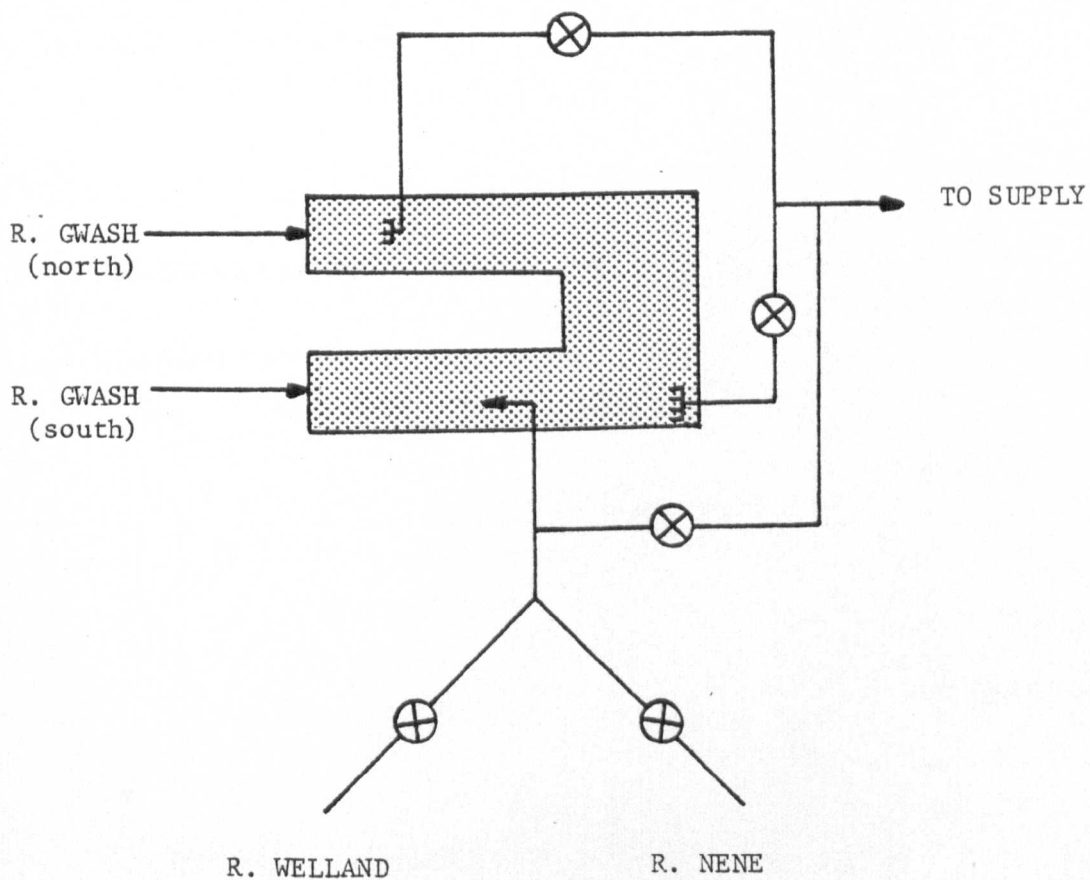 TO SUPPLY
R. GWASH
(north)
R. GWASH
(south)
R. WELLAND
R. NENE